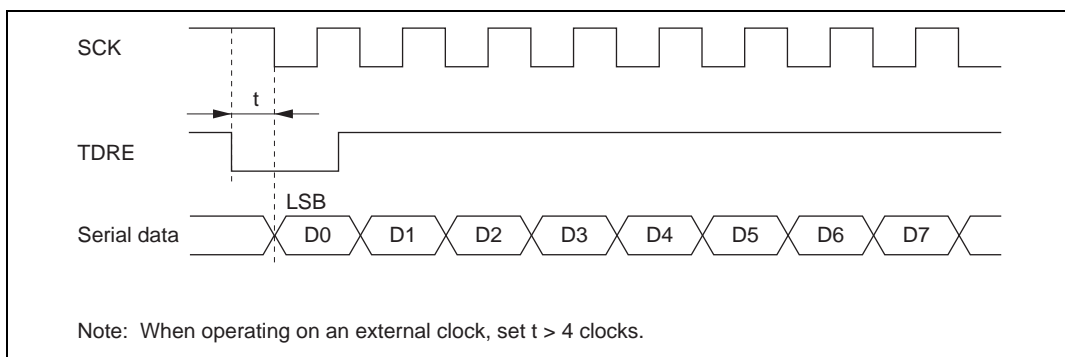 SCK
t
TDRE
LSB
Serial data D0 D1 D2 D3 D4 D5 D6 D7
Note: When operating on an external clock, set t > 4 clocks.